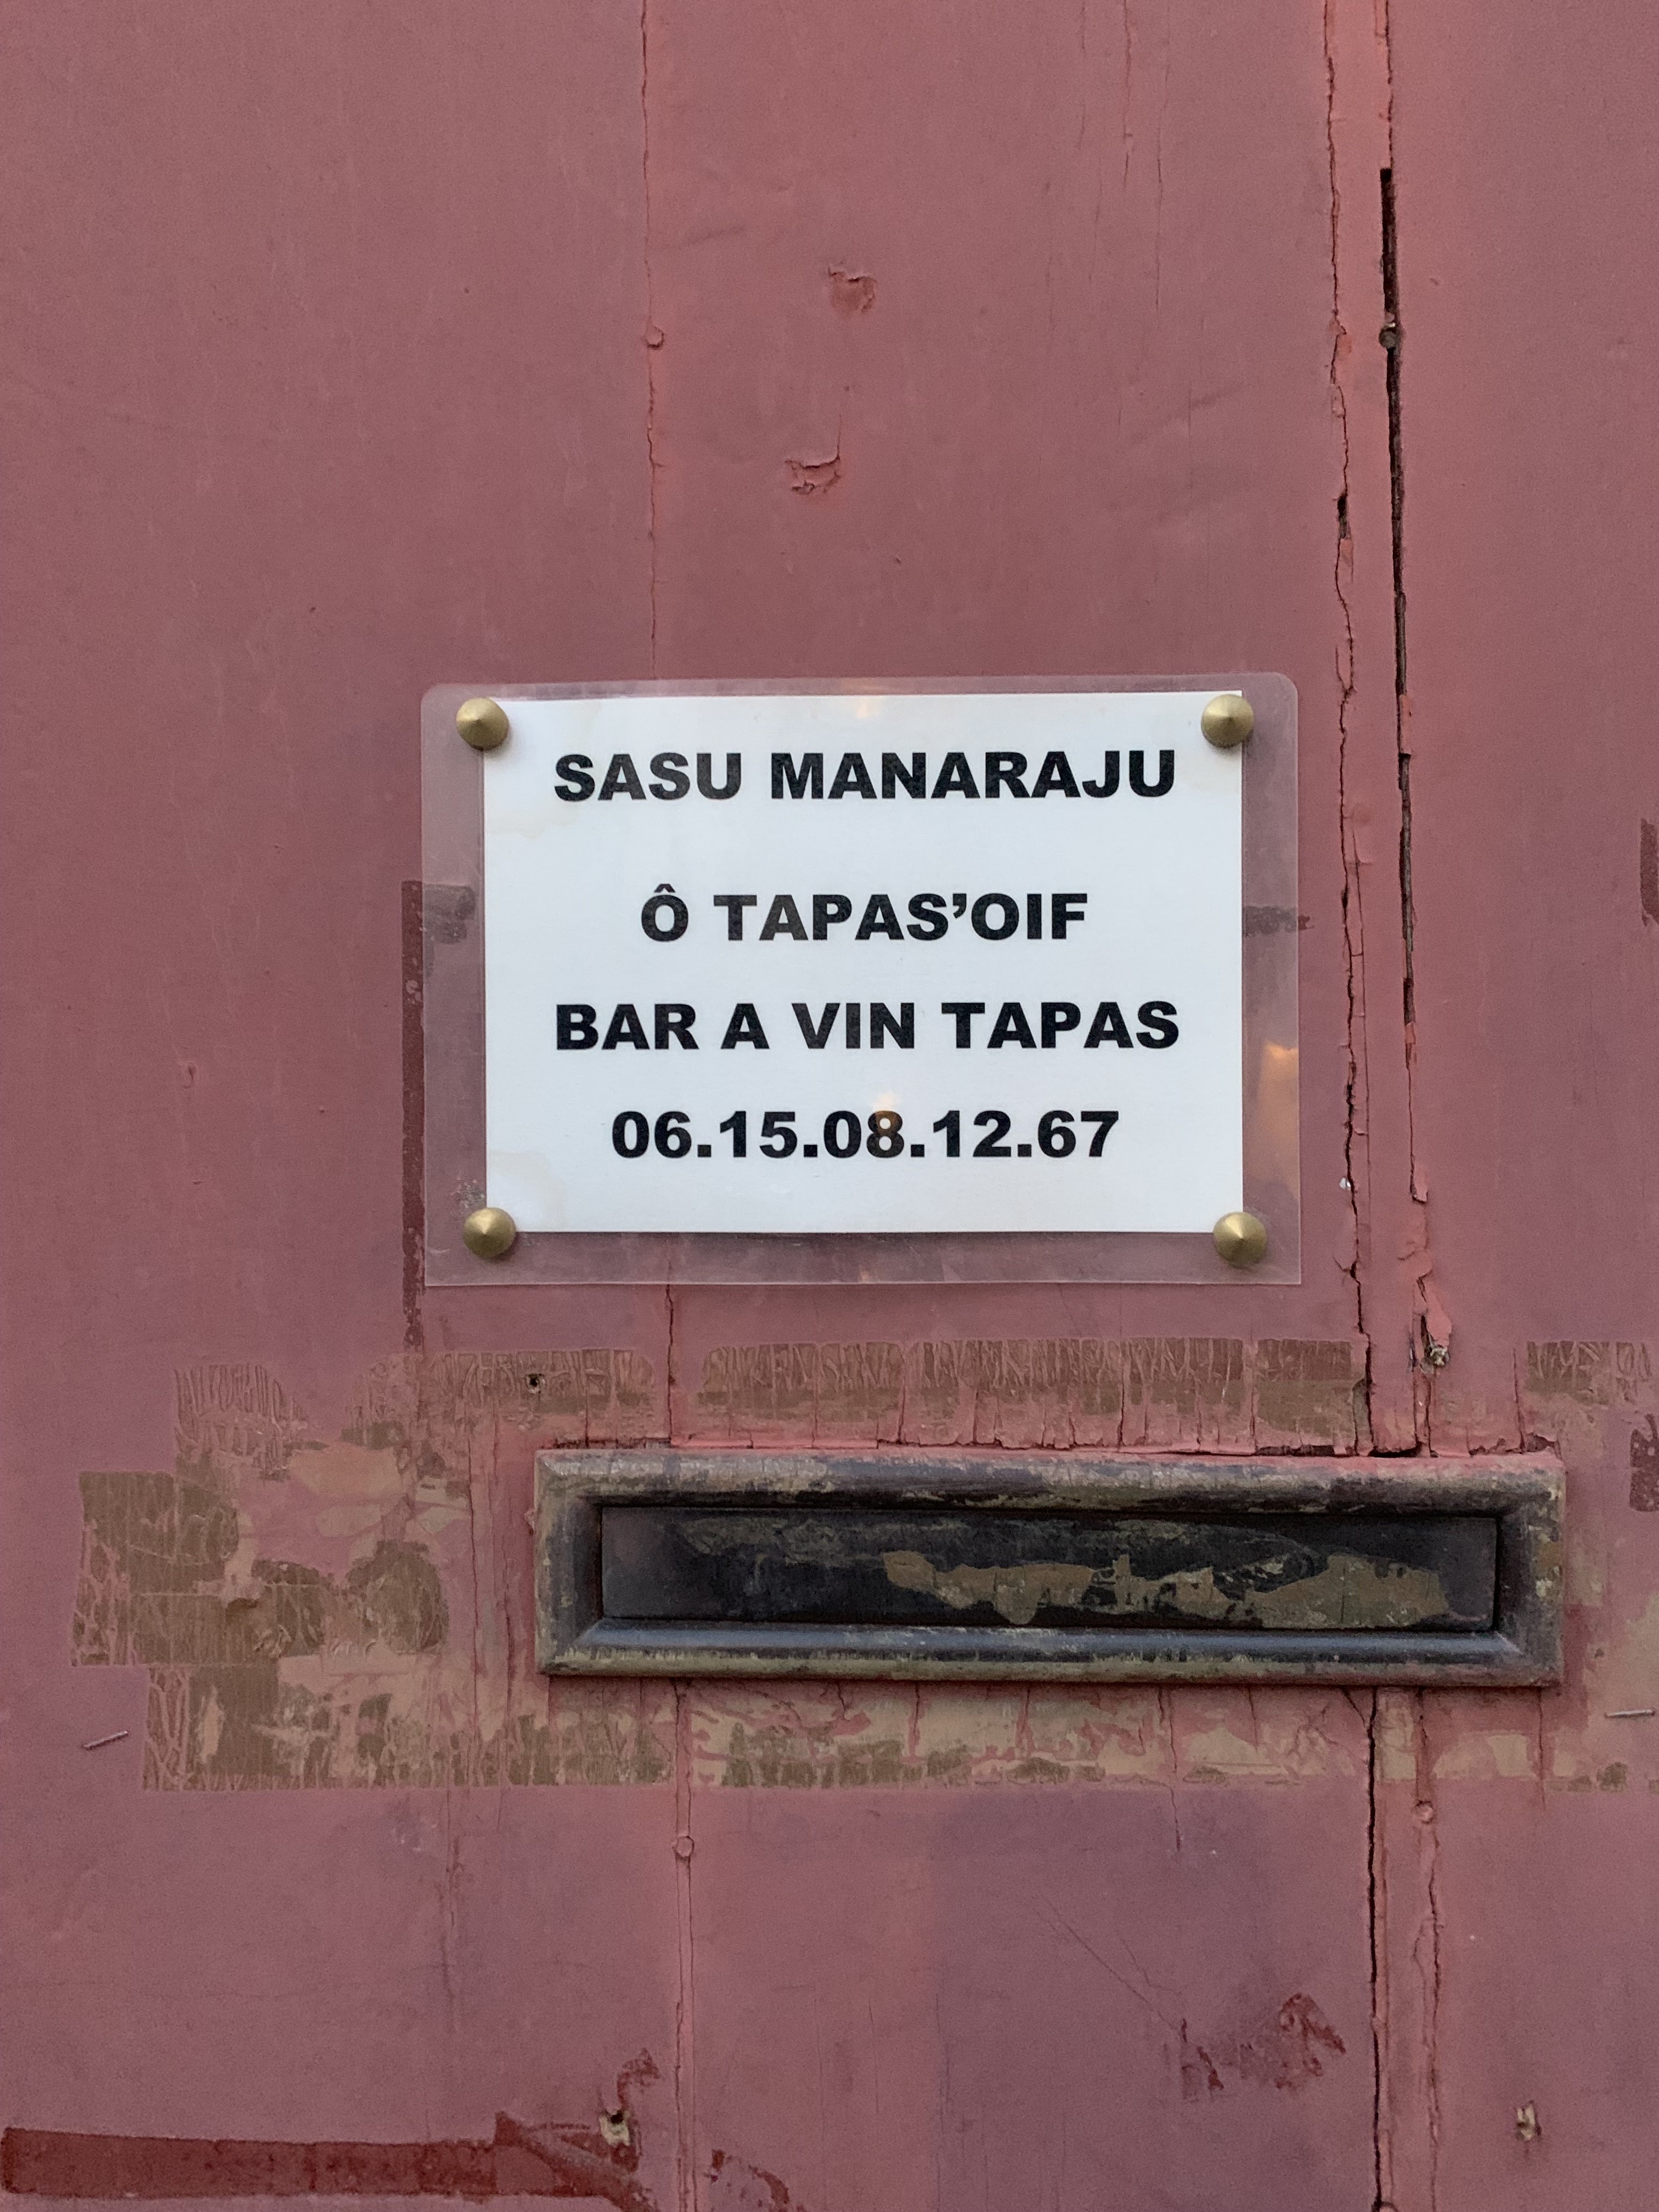 SASU MANARAJU
Ô TAPAS’OIF
BAR A VIN TAPAS
06.15.08.12.67